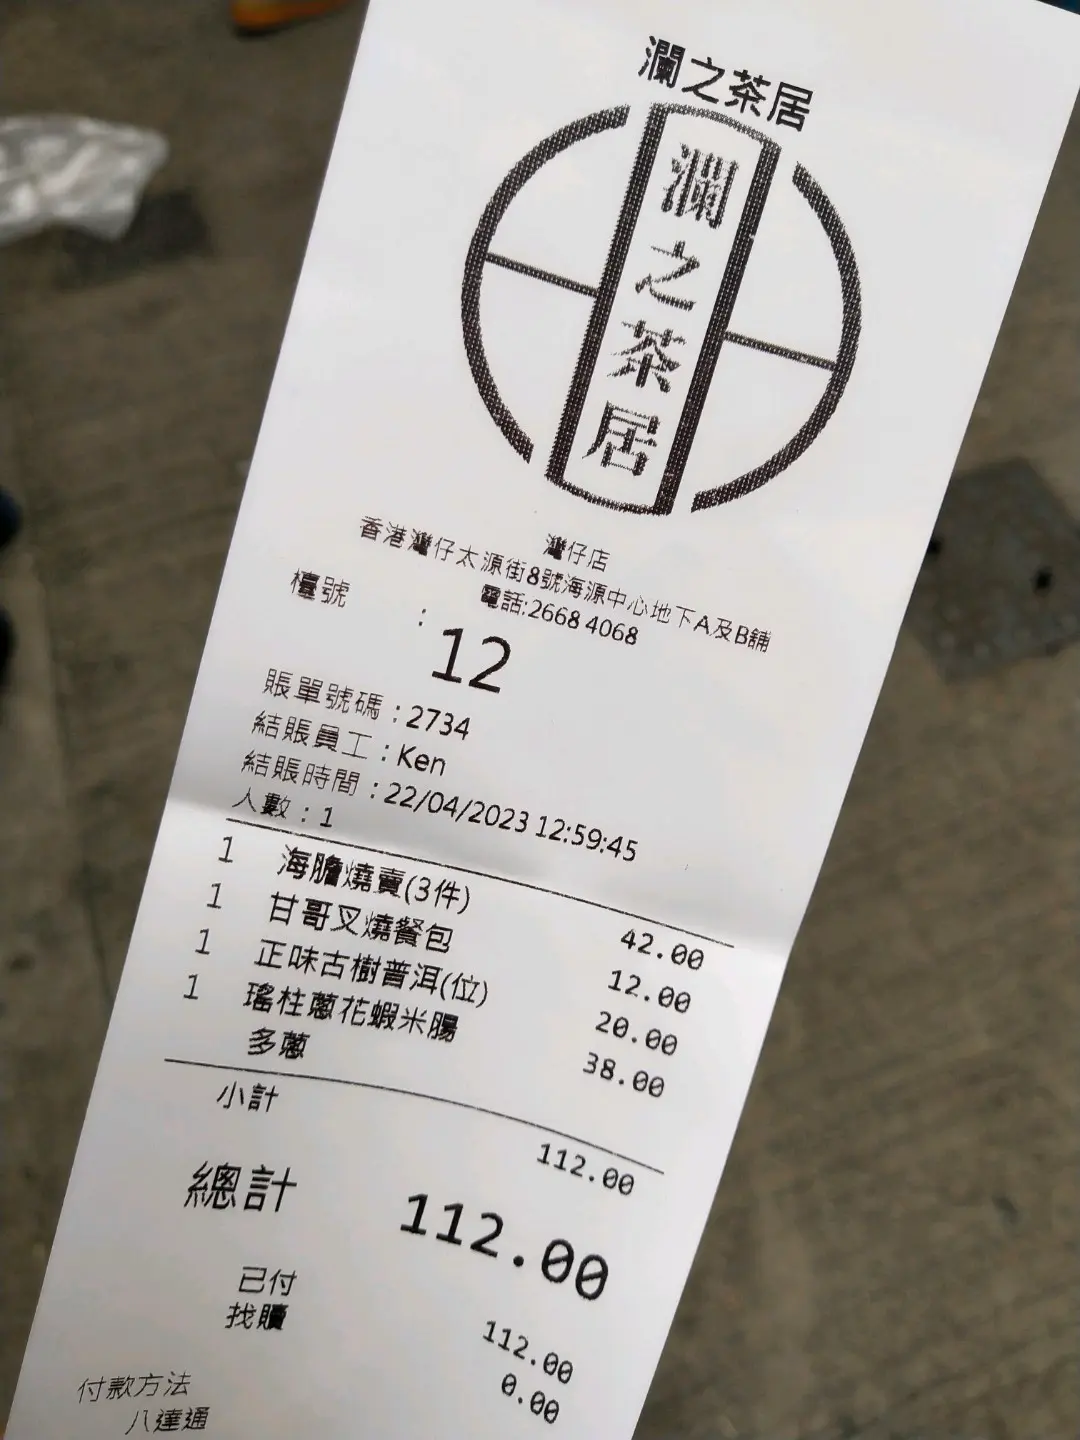 瀾之茶居
瀾之茶居
灣仔店
香港灣仔太源街8號海源中心地下A及B舖
電話:2668 4068
檯號 :
12
賬單號碼 : 2734
結賬員工 : Ken
結賬時間 : 22/04/2023 12:59:45
人數 : 1
1 海膽燒賣(3件) 42.00
1 甘哥叉燒餐包 12.00
1 正味古樹普洱(位) 20.00
1 瑤柱蔥花蝦米腸 38.00
多蔥
小計 112.00
總計 112.00
已付 112.00
找贖 0.00
付款方法
八達通